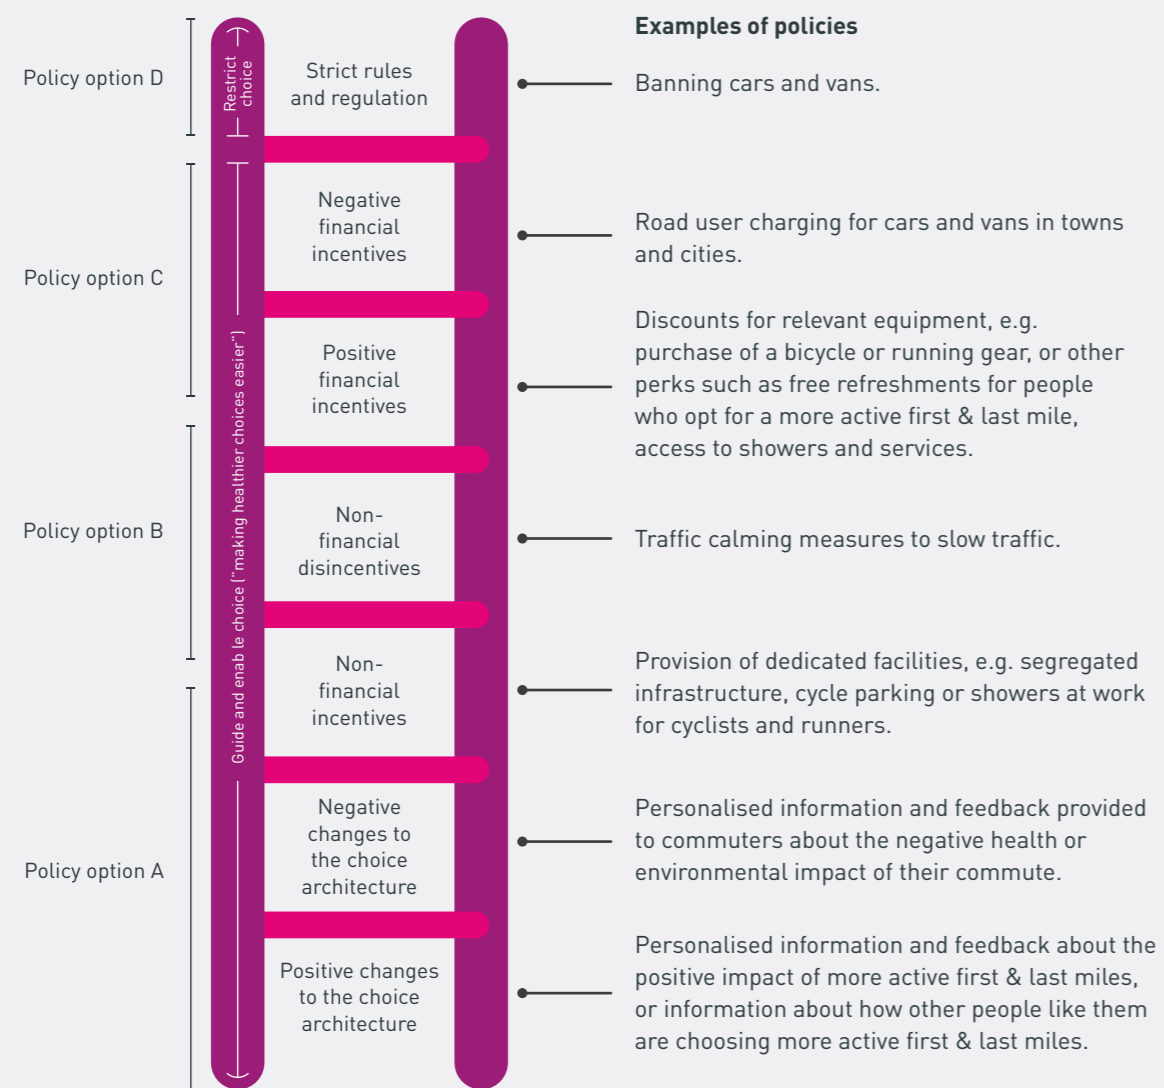 Examples of policies
Policy option D
Restrict
choice
Strict rules
and regulation
Banning cars and vans.
Policy option C
Negative
financial
incentives
Road user charging for cars and vans in towns
and cities.
Guide and enab le choice (“making healthier choices easier”)
Positive
financial
incentives
Discounts for relevant equipment, e.g.
purchase of a bicycle or running gear, or other
perks such as free refreshments for people
who opt for a more active first & last mile,
access to showers and services.
Policy option B
Non-
financial
disincentives
Traffic calming measures to slow traffic.
Non-
financial
incentives
Provision of dedicated facilities, e.g. segregated
infrastructure, cycle parking or showers at work
for cyclists and runners.
Policy option A
Negative
changes to
the choice
architecture
Personalised information and feedback provided
to commuters about the negative health or
environmental impact of their commute.
Positive changes
to the choice
architecture
Personalised information and feedback about the
positive impact of more active first & last miles,
or information about how other people like them
are choosing more active first & last miles.